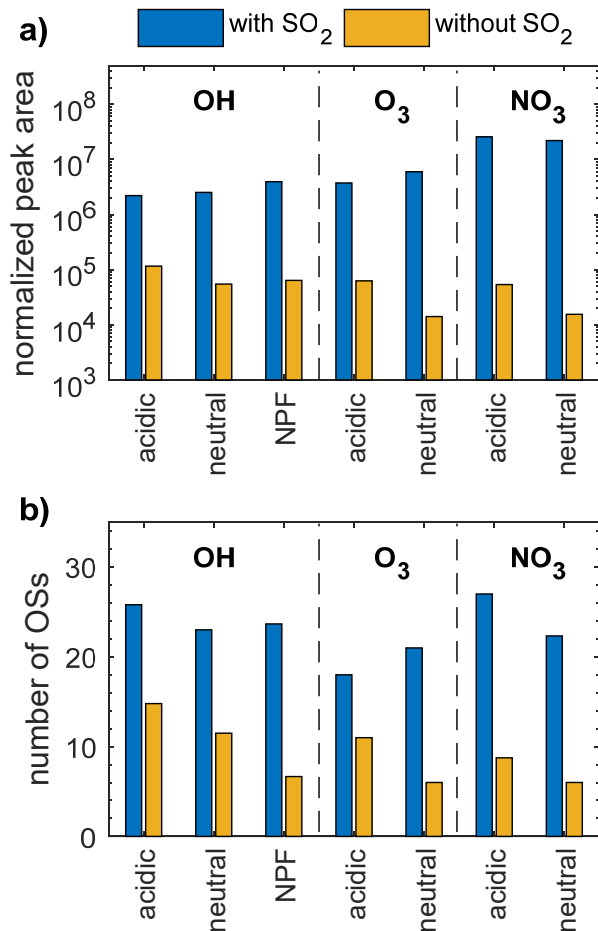 a)
with SO2 without SO2
normalized peak area
10^8
10^7
10^6
10^5
10^4
10^3
OH O3 NO3
acidic neutral NPF acidic neutral acidic neutral
b)
number of OSs
30
20
10
0
OH O3 NO3
acidic neutral NPF acidic neutral acidic neutral